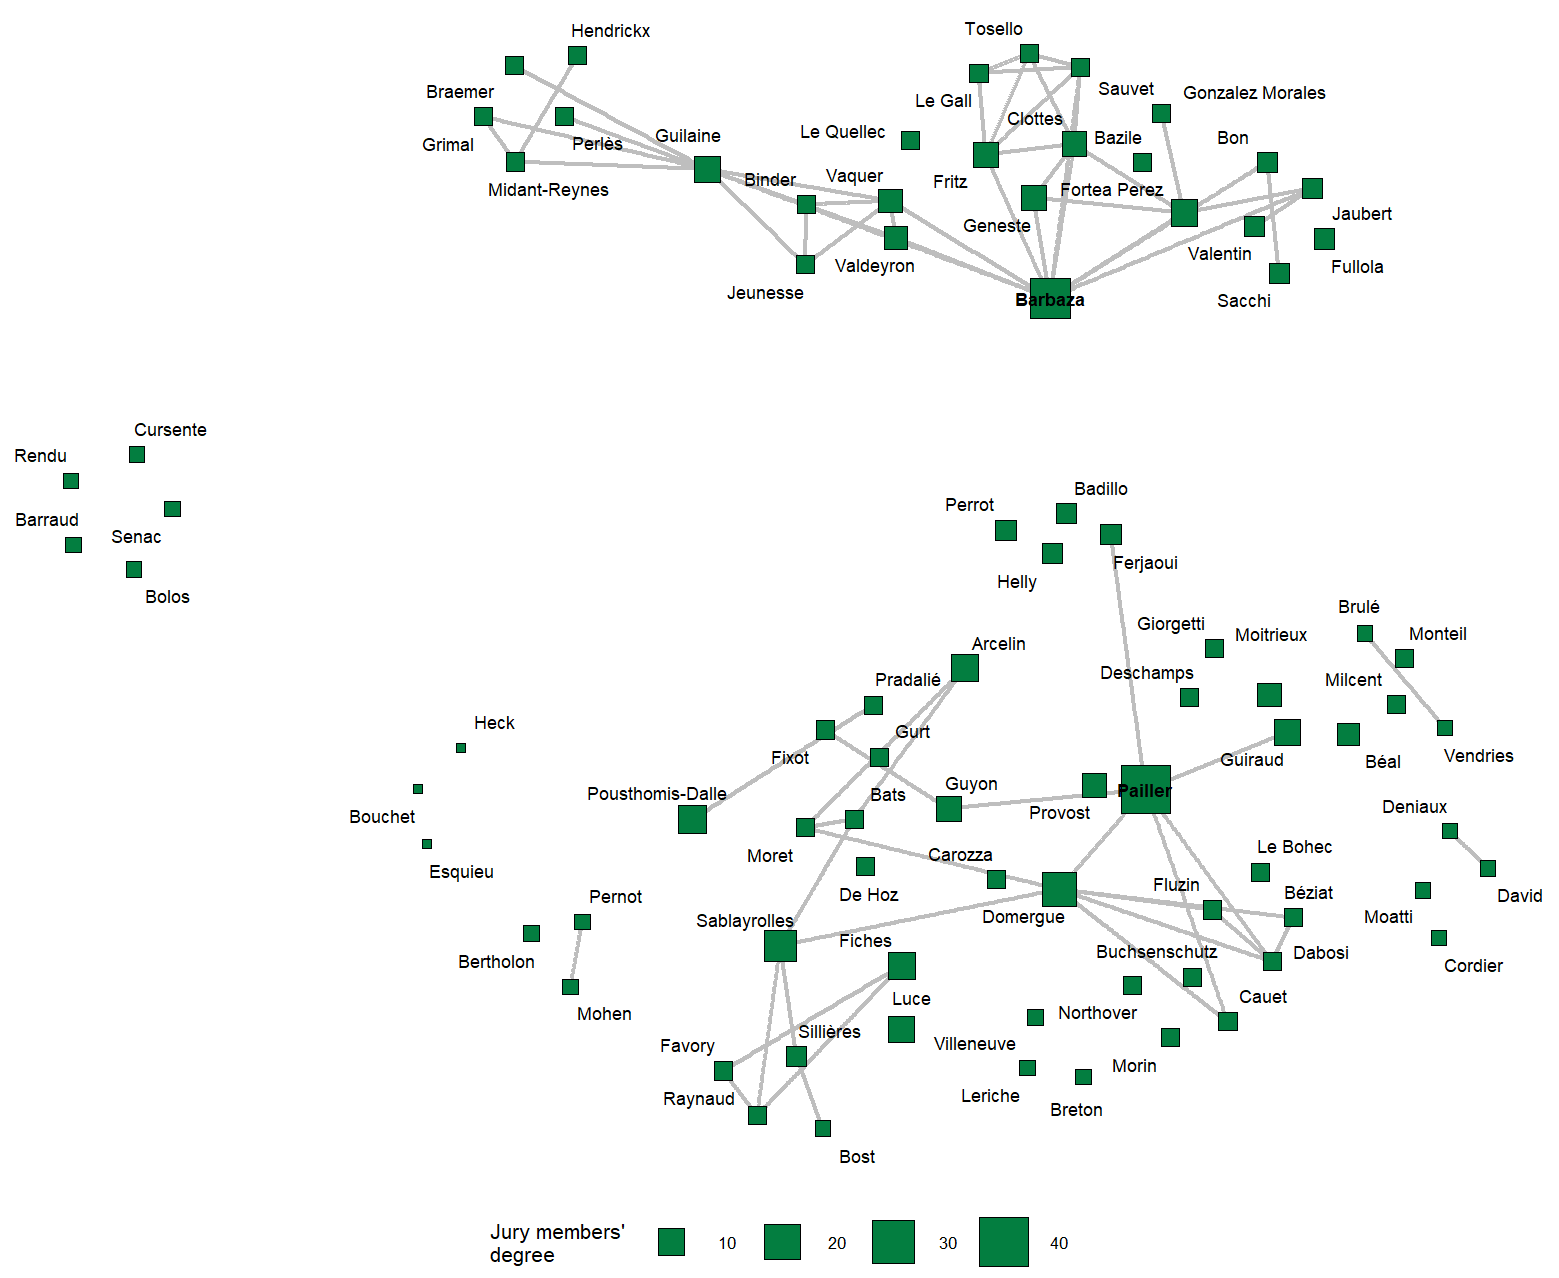 Hendrickx
Tosello
Braemer
Le Gall
Sauvet
Gonzalez Morales
Grimal
Perlès
Guilaine
Le Quellec
Clottes
Bazile
Bon
Midant-Reynes
Binder
Vaquer
Fritz
Fortea Perez
Jeunesse
Valdeyron
Geneste
Valentin
Jaubert
Fullola
Barbaza
Sacchi
Cursente
Rendu
Barraud
Senac
Bolos
Perrot
Badillo
Helly
Ferjaoui
Giorgetti
Moitrieux
Brulé
Monteil
Arcelin
Deschamps
Milcent
Pradalié
Heck
Fixot
Gurt
Guiraud
Béal
Vendries
Pousthomis-Dalle
Bats
Guyon
Provost
Pailler
Bouchet
Deniaux
Moret
Carozza
Le Bohec
Esquieu
De Hoz
Fluzin
Béziat
David
Pernot
Sablayrolles
Domergue
Moatti
Bertholon
Fiches
Buchsenschutz
Dabosi
Cordier
Mohen
Luce
Northover
Cauet
Favory
Sillières
Villeneuve
Morin
Raynaud
Leriche
Breton
Bost
Jury members'
degree
10
20
30
40